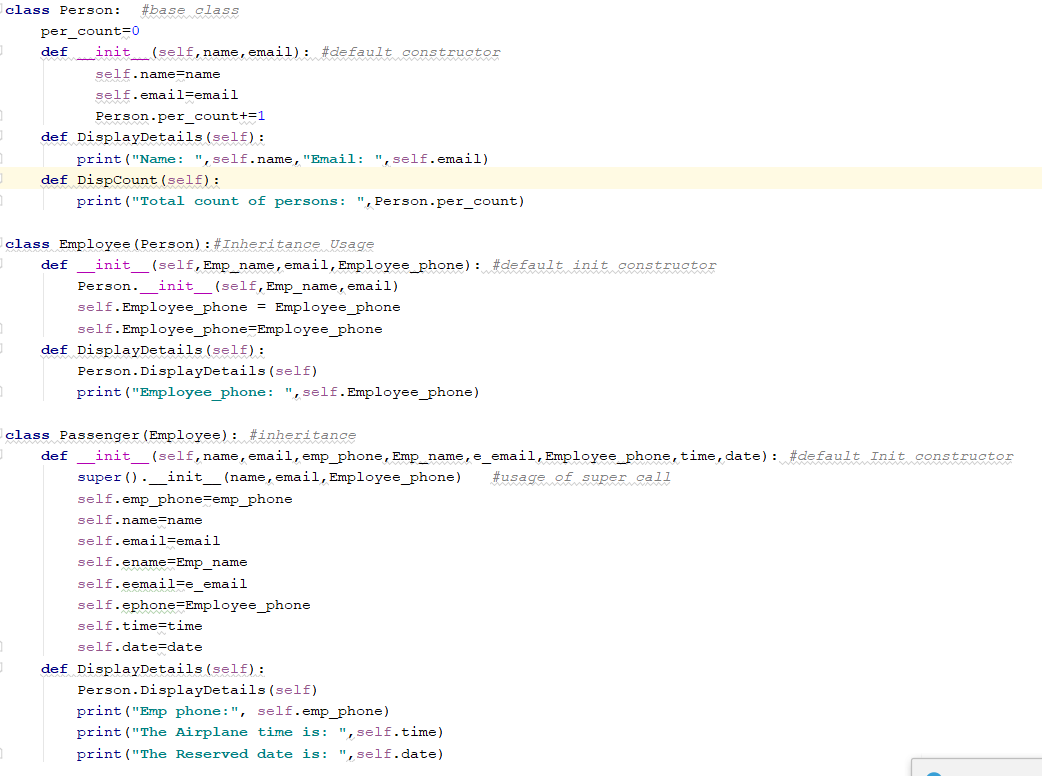 class Person:  #base class
    per_count=0
    def __init__(self,name,email): #default constructor
          self.name=name
          self.email=email
          Person.per_count+=1
    def DisplayDetails(self):
        print("Name: ",self.name,"Email: ",self.email)
    def DispCount(self):
        print("Total count of persons: ",Person.per_count)

class Employee(Person):#Inheritance Usage
    def __init__(self,Emp_name,email,Employee_phone): #default init constructor
        Person.__init__(self,Emp_name,email)
        self.Employee_phone = Employee_phone
        self.Employee_phone=Employee_phone
    def DisplayDetails(self):
        Person.DisplayDetails(self)
        print("Employee_phone: ",self.Employee_phone)

class Passenger(Employee): #inheritance
    def __init__(self,name,email,emp_phone,Emp_name,e_email,Employee_phone,time,date): #default Init constructor
        super().__init__(name,email,Employee_phone)   #usage of super call
        self.emp_phone=emp_phone
        self.name=name
        self.email=email
        self.ename=Emp_name
        self.eemail=e_email
        self.ephone=Employee_phone
        self.time=time
        self.date=date
    def DisplayDetails(self):
        Person.DisplayDetails(self)
        print("Emp phone:", self.emp_phone)
        print("The Airplane time is: ",self.time)
        print("The Reserved date is: ",self.date)